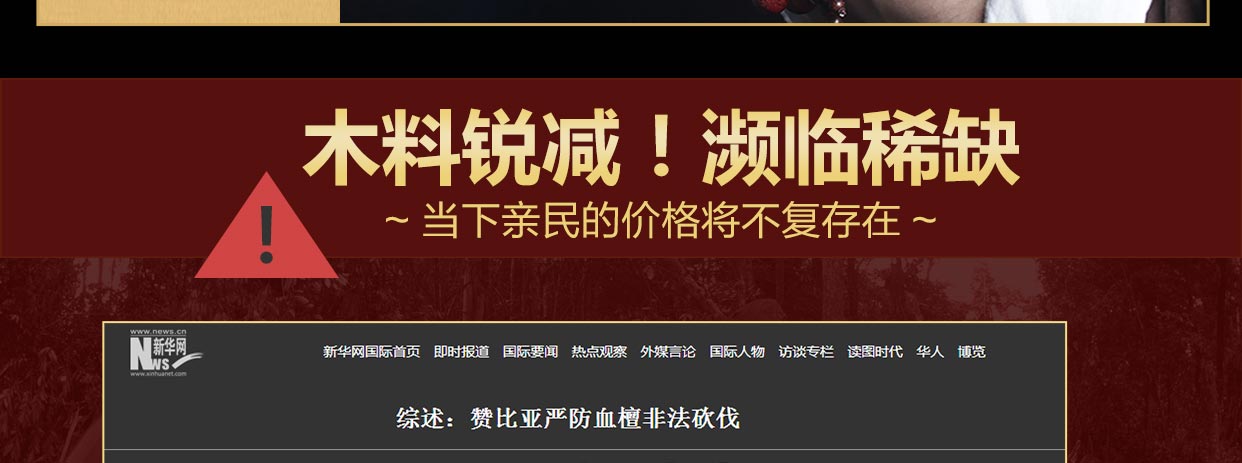 木料锐减！濒临稀缺
~ 当下亲民的价格将不复存在 ~
!
www.news.cn
新华网
NEWS
www.xinhuanet.com
新华网国际首页 即时报道 国际要闻 热点观察 外媒言论 国际人物 访谈专栏 读图时代 华人 博览
综述：赞比亚严防血檀非法砍伐